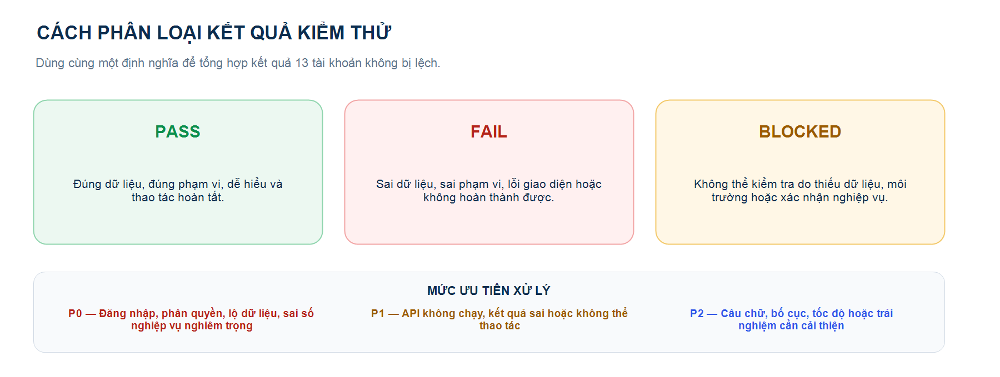 CÁCH PHÂN LOẠI KẾT QUẢ KIỂM THỬ
Dùng cùng một định nghĩa để tổng hợp kết quả 13 tài khoản không bị lệch.
PASS
Đúng dữ liệu, đúng phạm vi, dễ hiểu và
thao tác hoàn tất.
FAIL
Sai dữ liệu, sai phạm vi, lỗi giao diện hoặc
không hoàn thành được.
BLOCKED
Không thể kiểm tra do thiếu dữ liệu, môi
trường hoặc xác nhận nghiệp vụ.
MỨC ƯU TIÊN XỬ LÝ
P0 — Đăng nhập, phân quyền, lộ dữ liệu, sai số
nghiệp vụ nghiêm trọng
P1 — API không chạy, kết quả sai hoặc không thể
thao tác
P2 — Câu chữ, bố cục, tốc độ hoặc trải
nghiệm cần cải thiện